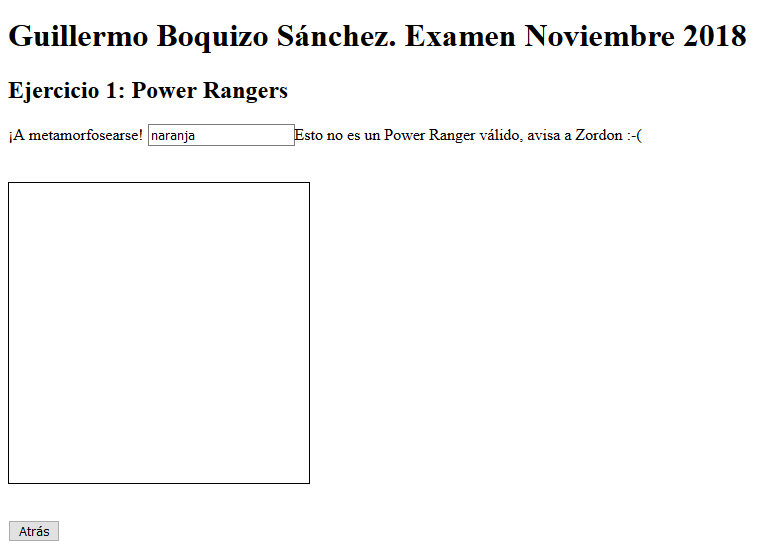 Guillermo Boquizo Sánchez. Examen Noviembre 2018
Ejercicio 1: Power Rangers
¡A metamorfosearse! naranja Esto no es un Power Ranger válido, avisa a Zordon :-(
Atrás